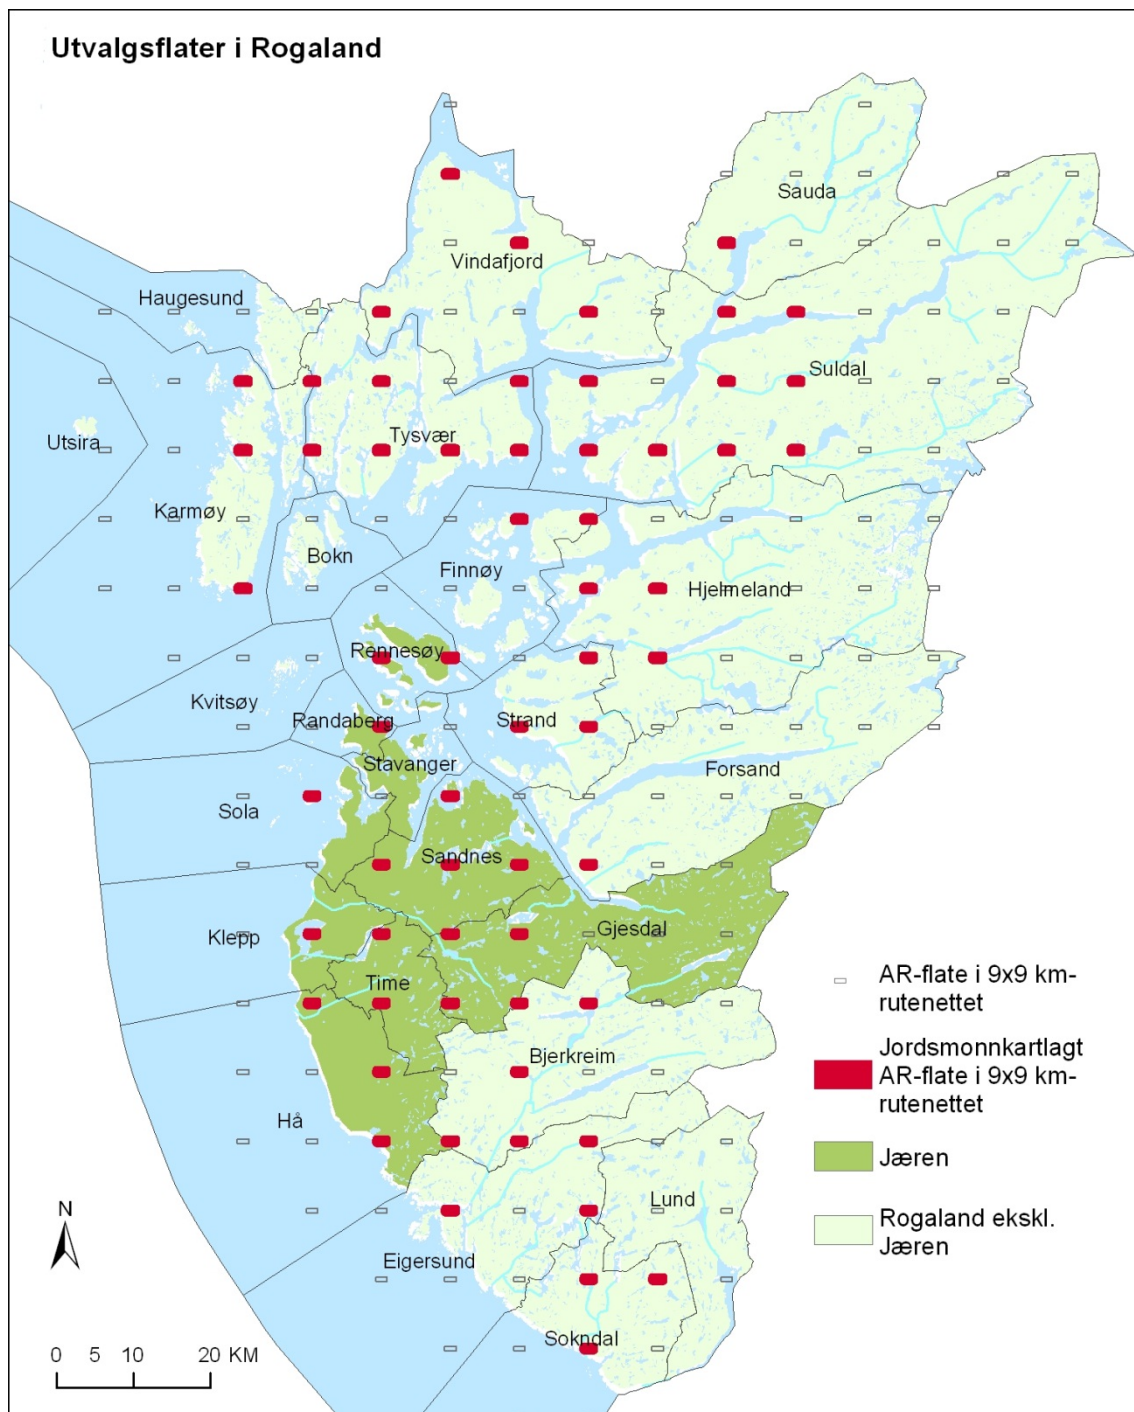 Utvalgsflater i Rogaland
Sauda
Vindafjord
Haugesund
Suldal
Utsira
Tysvær
Karmøy
Bokn
Finnøy
Hjelmeland
Rennesøy
Kvitsøy
Randaberg
Strand
Stavanger
Forsand
Sola
Sandnes
Gjesdal
Klepp
Time
Bjerkreim
Hå
Lund
Eigersund
Sokndal
AR-flate i 9x9 km-
rutenettet
Jordsmonnkartlagt
AR-flate i 9x9 km-
rutenettet
Jæren
Rogaland ekskl.
Jæren
N
0 5 10 20 KM